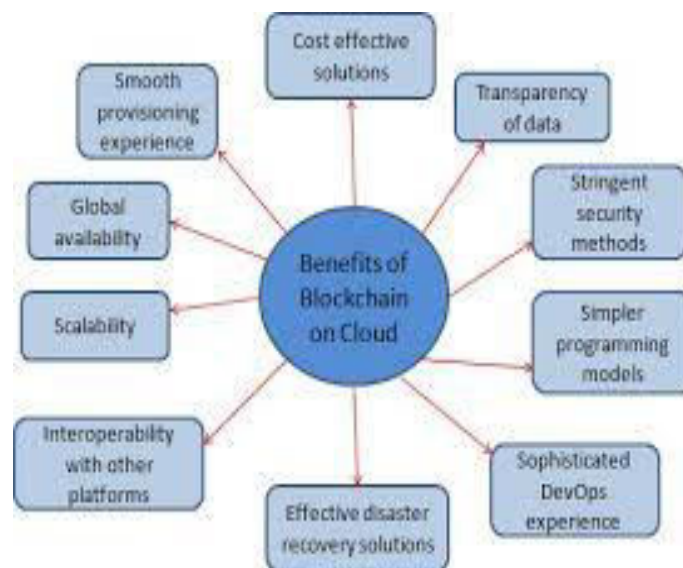 Cost effective
solutions
Smooth
provisioning
experience
Transparency
of data
Global
availability
Stringent
security
methods
Benefits of
Blockchain
on Cloud
Scalability
Simpler
programming
models
Interoperability
with other
platforms
Sophisticated
DevOps
experience
Effective disaster
recovery solutions